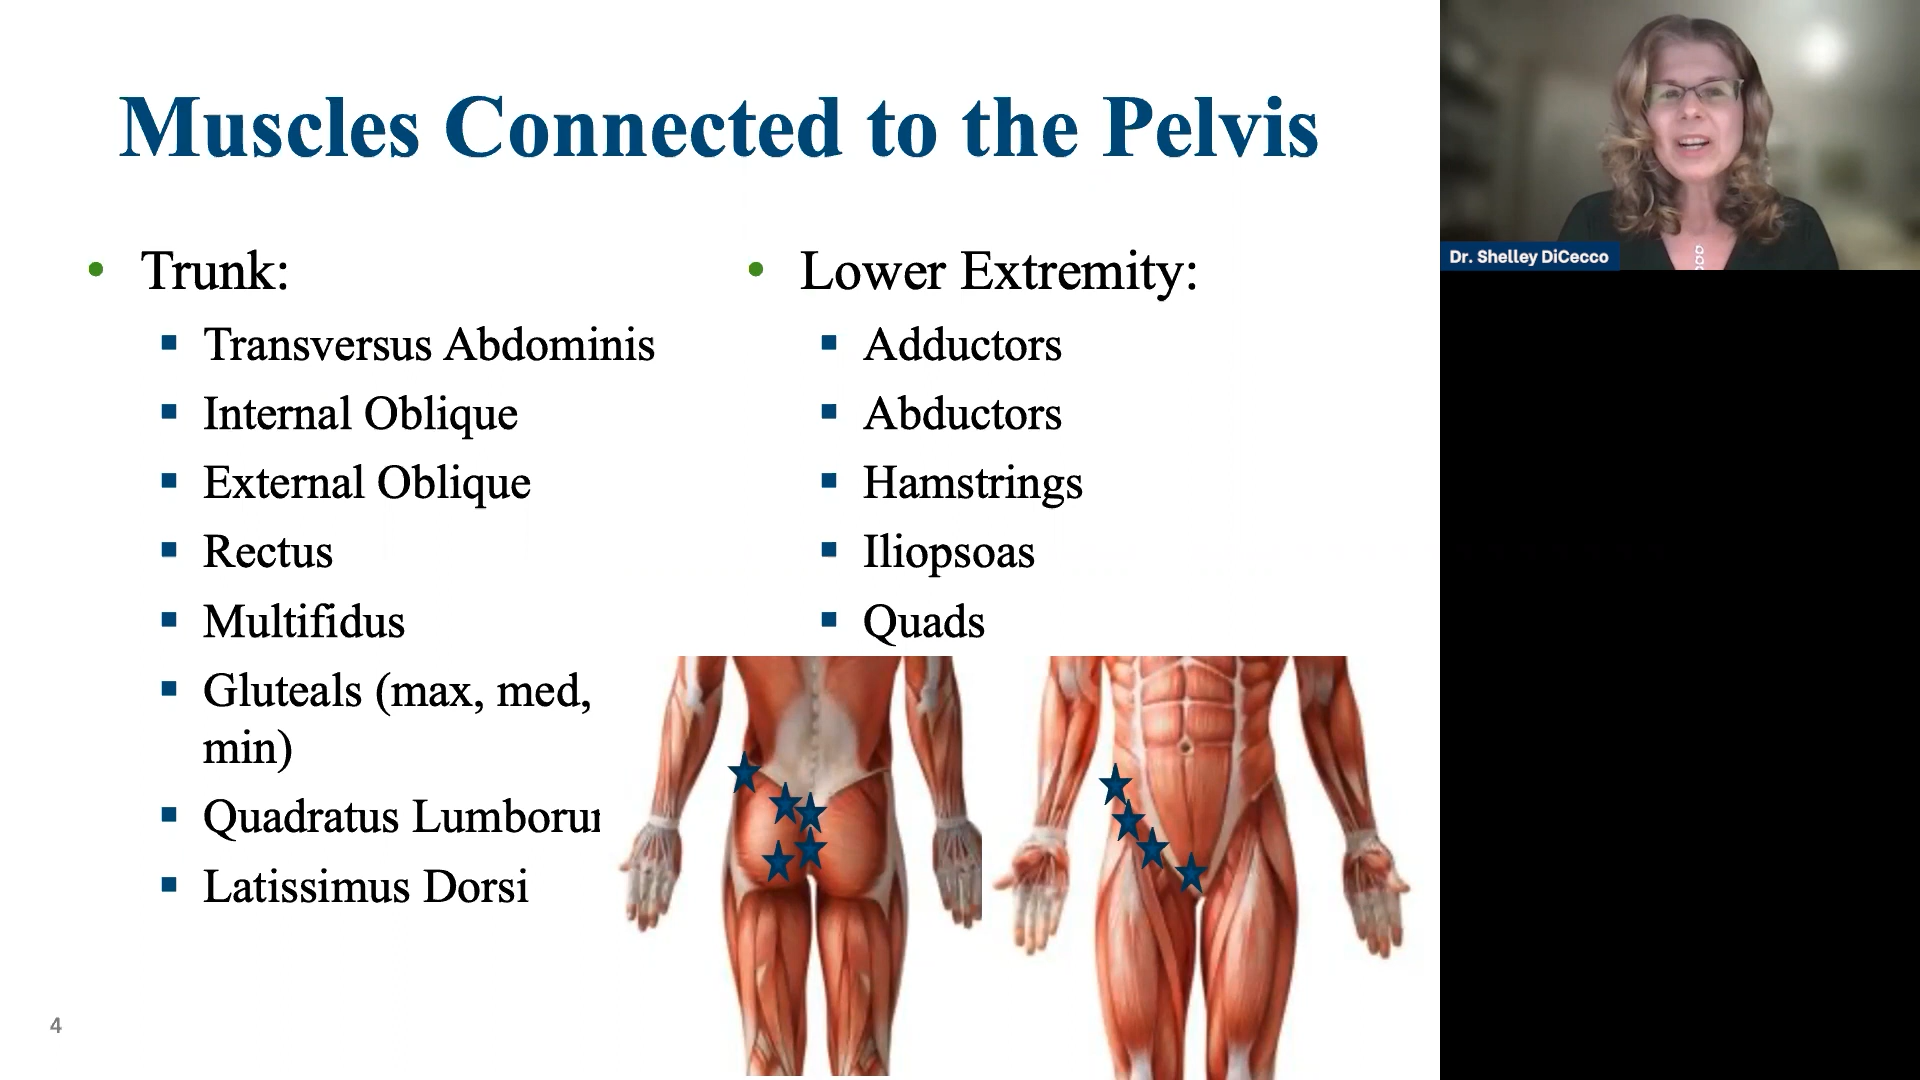 Muscles Connected to the Pelvis
Trunk:
Transversus Abdominis
Internal Oblique
External Oblique
Rectus
Multifidus
Gluteals (max, med,
min)
Quadratus
Latissimus Dorsi
Lower Extremity:
Adductors
Abductors
Hamstrings
Iliopsoas
Quads
Dr. Shelley DiCecco
4